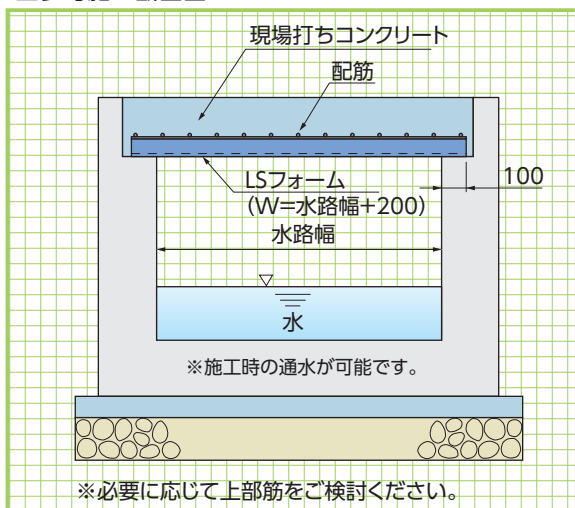 現場打ちコンクリート
配筋
LSフォーム
(W=水路幅+200)
100
水路幅
水
※施工時の通水が可能です。
※必要に応じて上部筋をご検討ください。